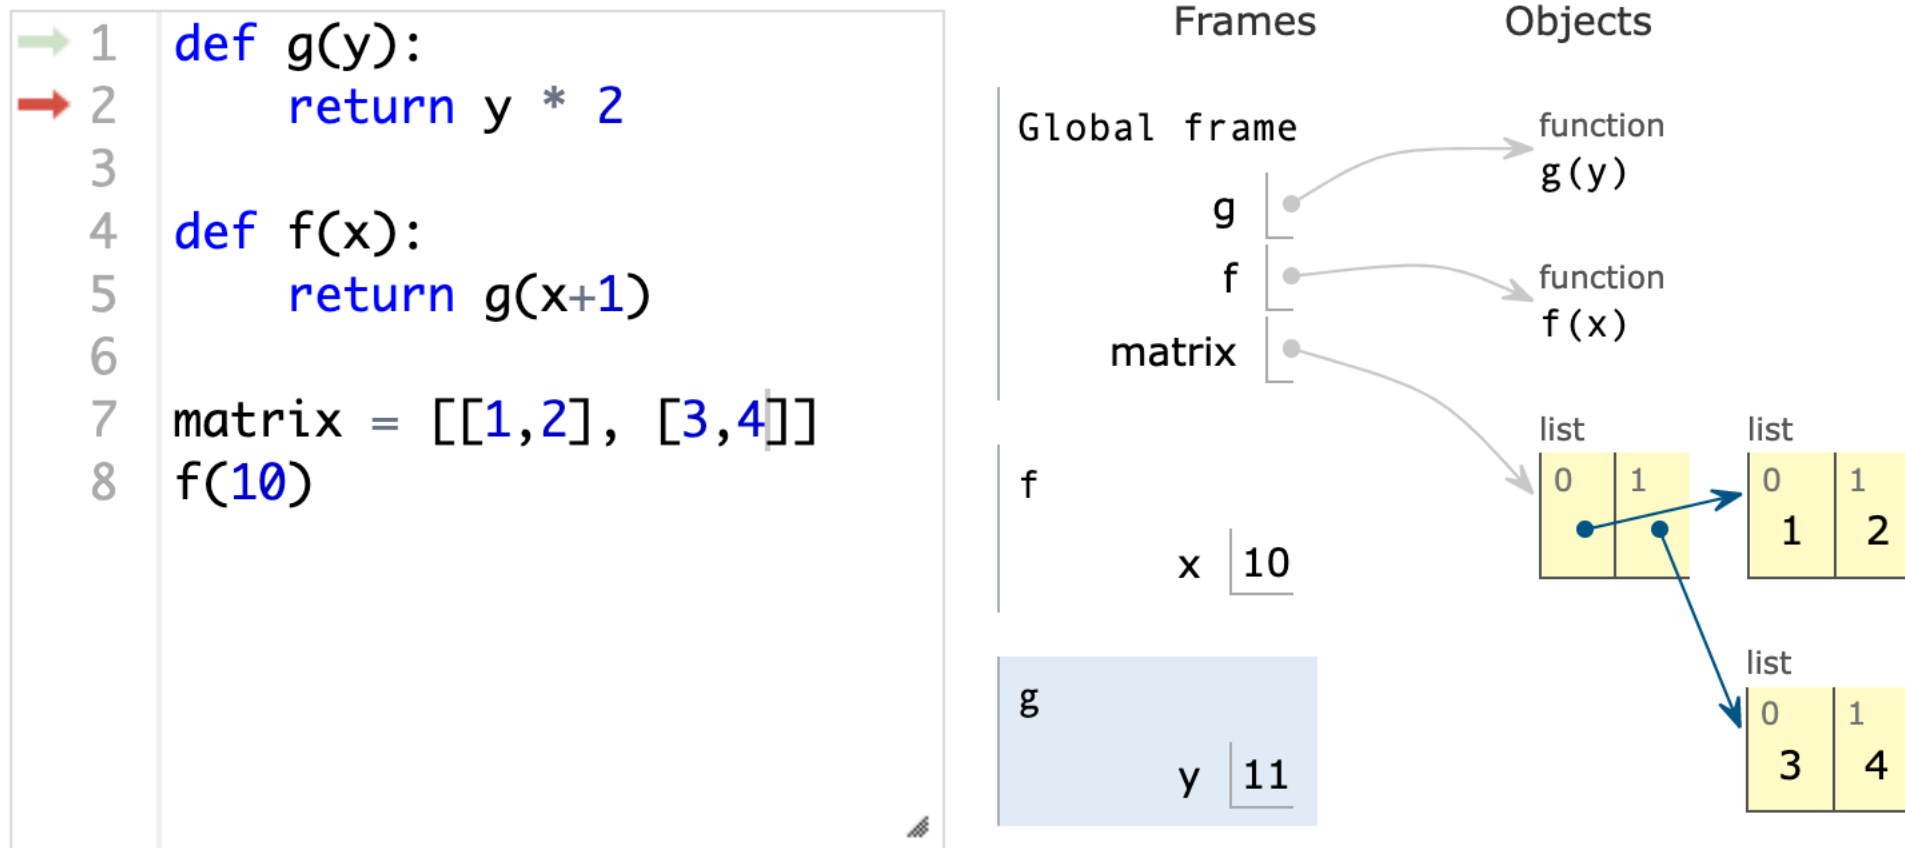 1 def g(y):
2     return y * 2
3
4 def f(x):
5     return g(x+1)
6
7 matrix = [[1,2], [3,4]]
8 f(10)
Frames Objects
Global frame
g
f
matrix
function
g(y)
function
f(x)
list
0 1
list
0 1
1 2
list
0 1
3 4
f
x 10
g
y 11